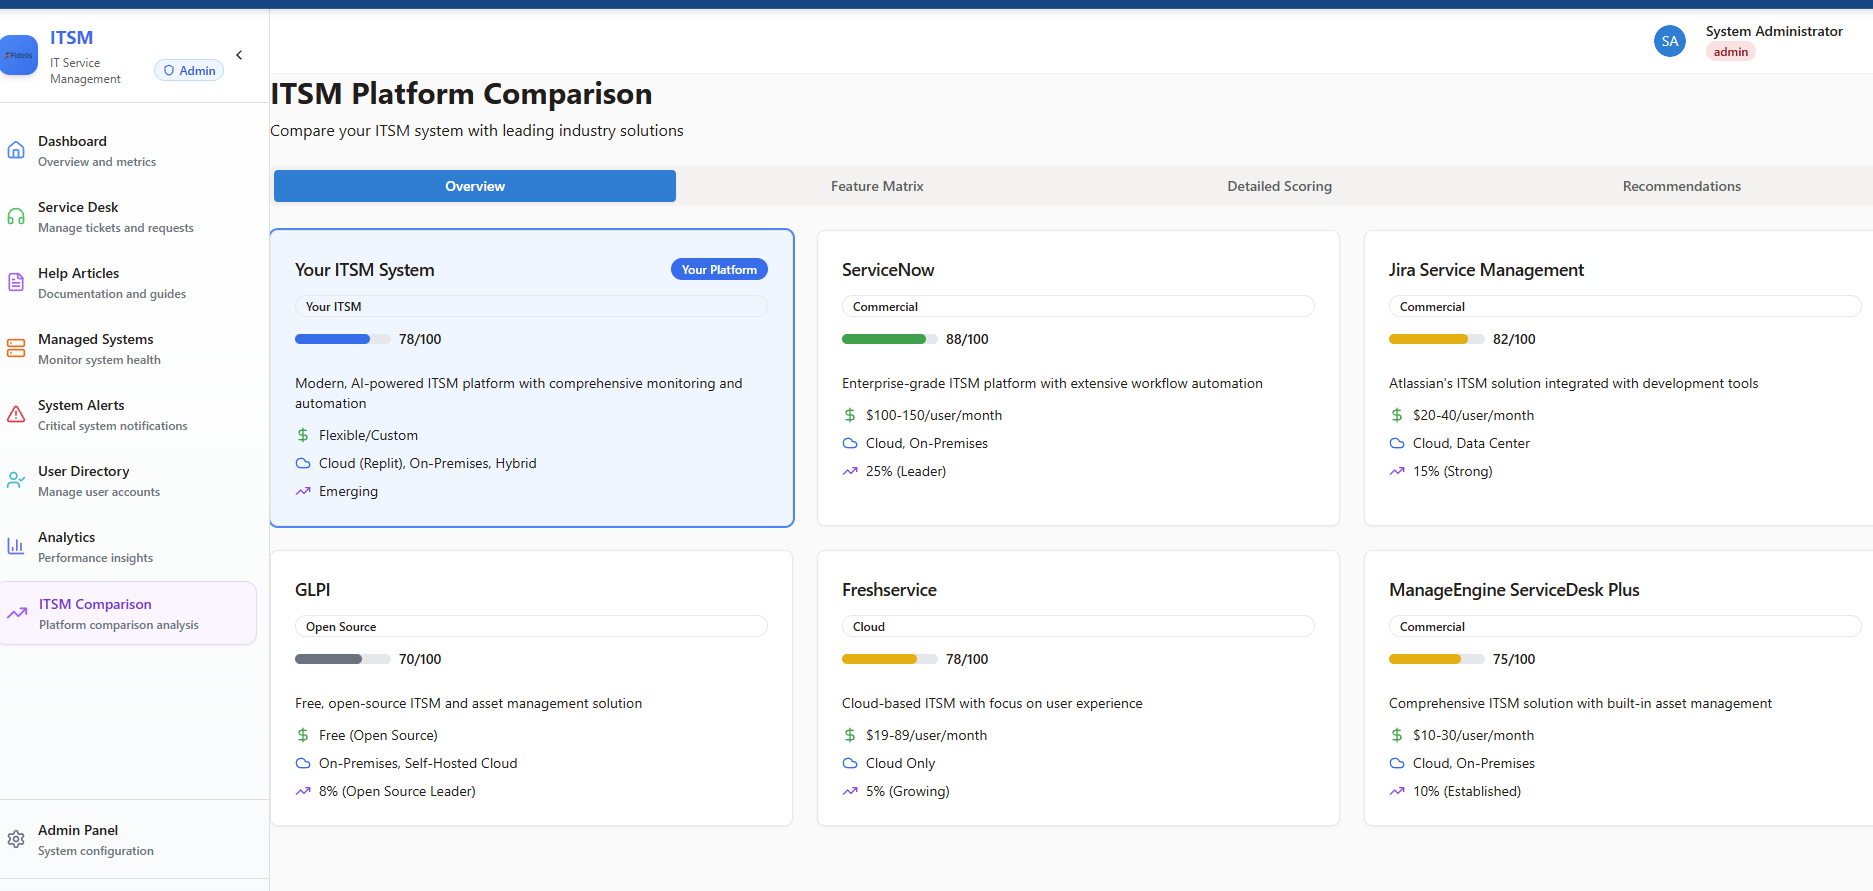 Fidelis
ITSM
IT Service
Management
Admin
System Administrator
SA
admin
Dashboard
Overview and metrics
Service Desk
Manage tickets and requests
Help Articles
Documentation and guides
Managed Systems
Monitor system health
System Alerts
Critical system notifications
User Directory
Manage user accounts
Analytics
Performance insights
ITSM Comparison
Platform comparison analysis
Admin Panel
System configuration
ITSM Platform Comparison
Compare your ITSM system with leading industry solutions
Overview
Feature Matrix
Detailed Scoring
Recommendations
Your ITSM System
Your Platform
Your ITSM
78/100
Modern, AI-powered ITSM platform with comprehensive monitoring and
automation
Flexible/Custom
Cloud (Replit), On-Premises, Hybrid
Emerging
ServiceNow
Commercial
88/100
Enterprise-grade ITSM platform with extensive workflow automation
$100-150/user/month
Cloud, On-Premises
25% (Leader)
Jira Service Management
Commercial
82/100
Atlassian's ITSM solution integrated with development tools
$20-40/user/month
Cloud, Data Center
15% (Strong)
GLPI
Open Source
70/100
Free, open-source ITSM and asset management solution
Free (Open Source)
On-Premises, Self-Hosted Cloud
8% (Open Source Leader)
Freshservice
Cloud
78/100
Cloud-based ITSM with focus on user experience
$19-89/user/month
Cloud Only
5% (Growing)
ManageEngine ServiceDesk Plus
Commercial
75/100
Comprehensive ITSM solution with built-in asset management
$10-30/user/month
Cloud, On-Premises
10% (Established)